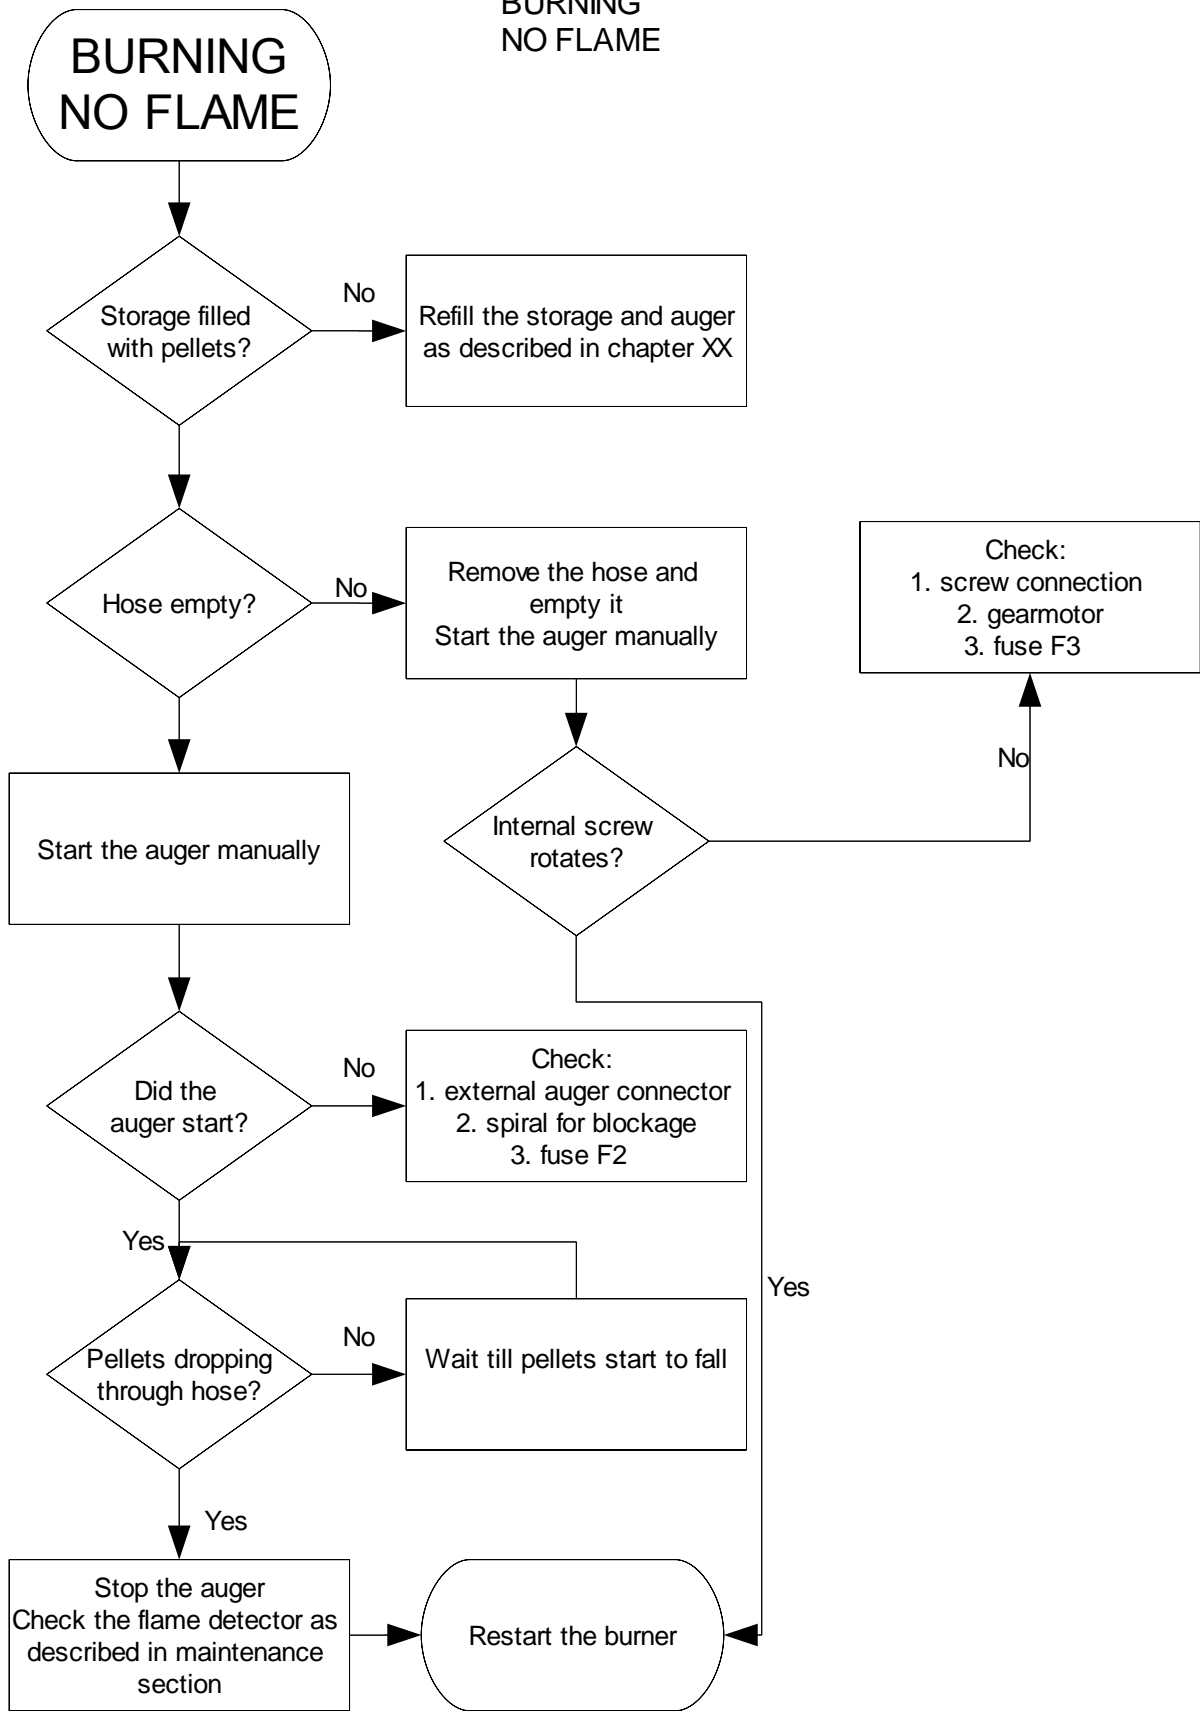 BURNING
NO FLAME
BURNING
NO FLAME
Storage filled
with pellets?
No
Refill the storage and auger
as described in chapter XX
Hose empty?
No
Remove the hose and
empty it
Start the auger manually
Check:
1. screw connection
2. gearmotor
3. fuse F3
No
Internal screw
rotates?
Start the auger manually
Did the
auger start?
No
Check:
1. external auger connector
2. spiral for blockage
3. fuse F2
Yes
Yes
Pellets dropping
through hose?
No
Wait till pellets start to fall
Yes
Stop the auger
Check the flame detector as
described in maintenance
section
Restart the burner